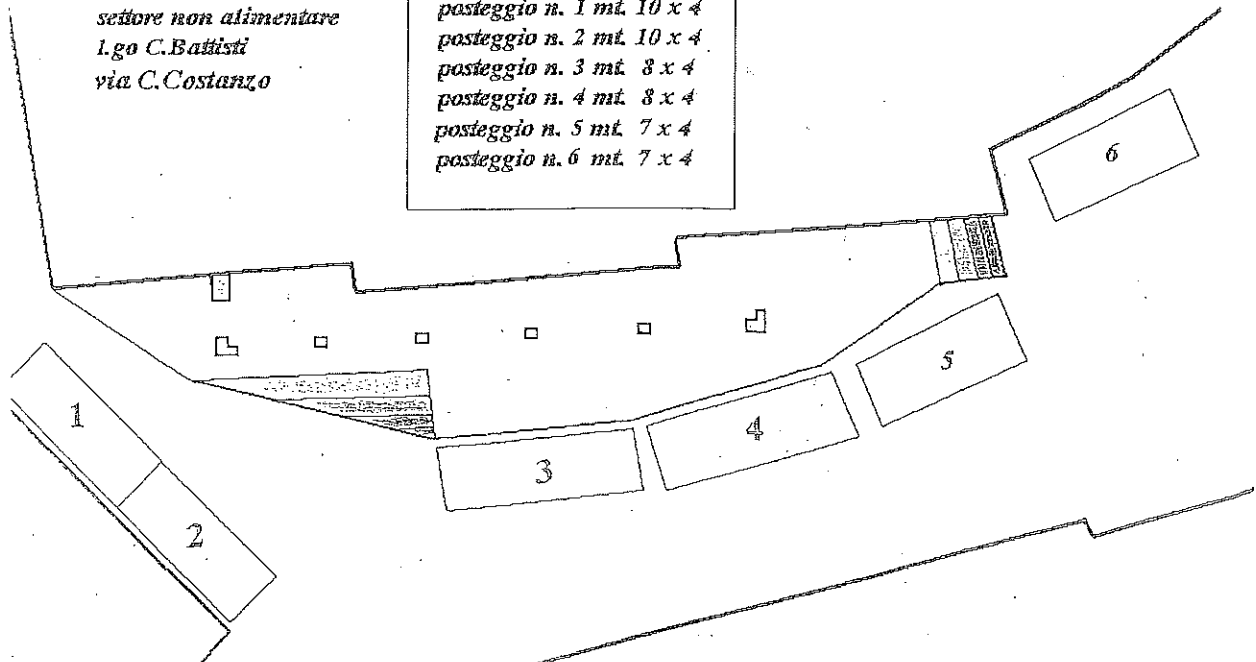 settore non alimentare
l.go C.Battisti
via C.Costanzo
posteggio n. 1 mt. 10 x 4
posteggio n. 2 mt. 10 x 4
posteggio n. 3 mt. 8 x 4
posteggio n. 4 mt. 8 x 4
posteggio n. 5 mt. 7 x 4
posteggio n. 6 mt. 7 x 4
6
5
4
3
1
2